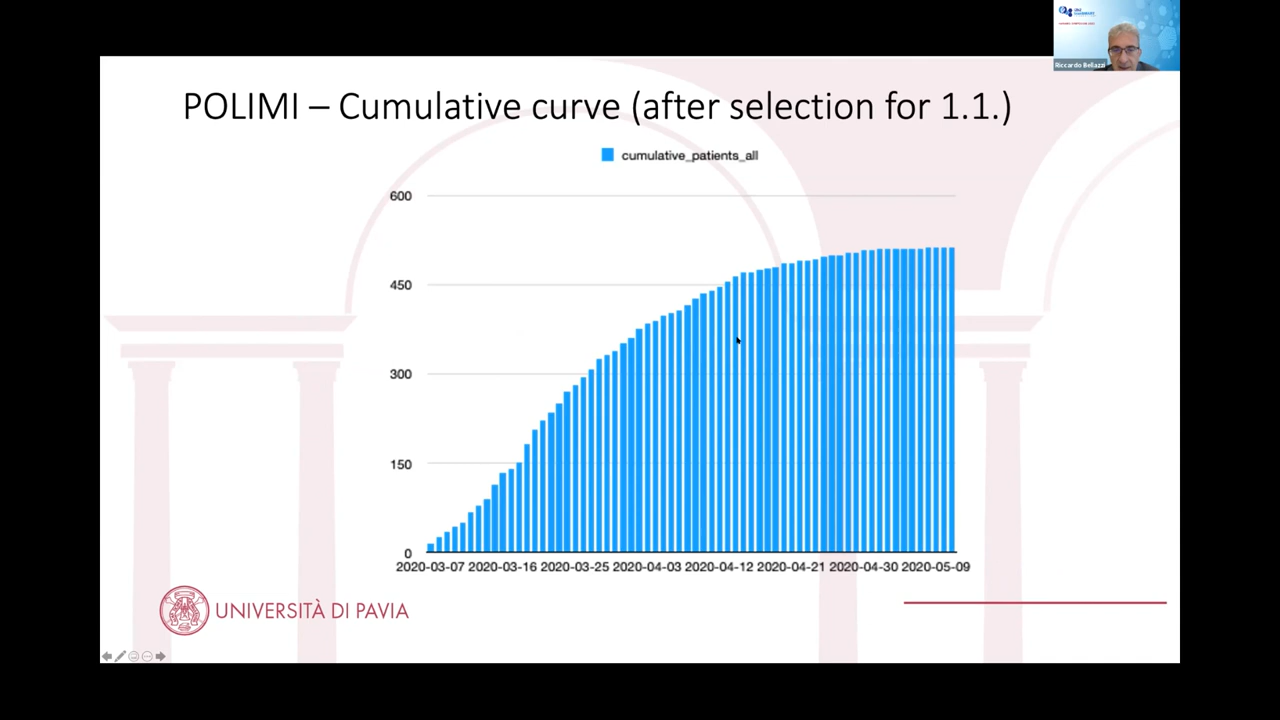 Riccardo Bellazzi
POLIMI – Cumulative curve (after selection for 1.1.)
cumulative_patients_all
600
450
300
150
0
2020-03-07 2020-03-16 2020-03-25 2020-04-03 2020-04-12 2020-04-21 2020-04-30 2020-05-09
UNIVERSITÀ DI PAVIA